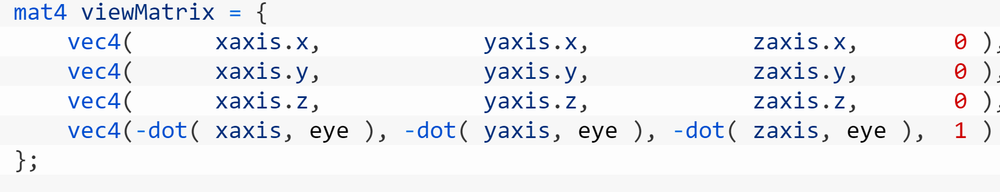 mat4 viewMatrix = {
    vec4(      xaxis.x,            yaxis.x,            zaxis.x,       0 ),
    vec4(      xaxis.y,            yaxis.y,            zaxis.y,       0 ),
    vec4(      xaxis.z,            yaxis.z,            zaxis.z,       0 ),
    vec4(-dot( xaxis, eye ), -dot( yaxis, eye ), -dot( zaxis, eye ),  1 )
};